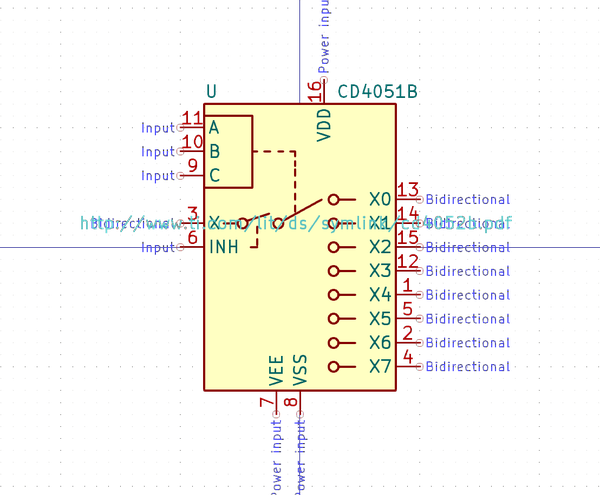 Power inpu
16
U CD4051B
VDD
Input 11 A
Input 10 B
Input 9 C
X0 13 Bidirectional
Bidirectional 3 X X1 14 Bidirectional
http://www.ti.com/lit/ds/symlink/cd4052b.pdf
Input 6 INH X2 15 Bidirectional
X3 12 Bidirectional
X4 1 Bidirectional
X5 5 Bidirectional
X6 2 Bidirectional
X7 4 Bidirectional
VEE VSS
7 8
Power input Power input